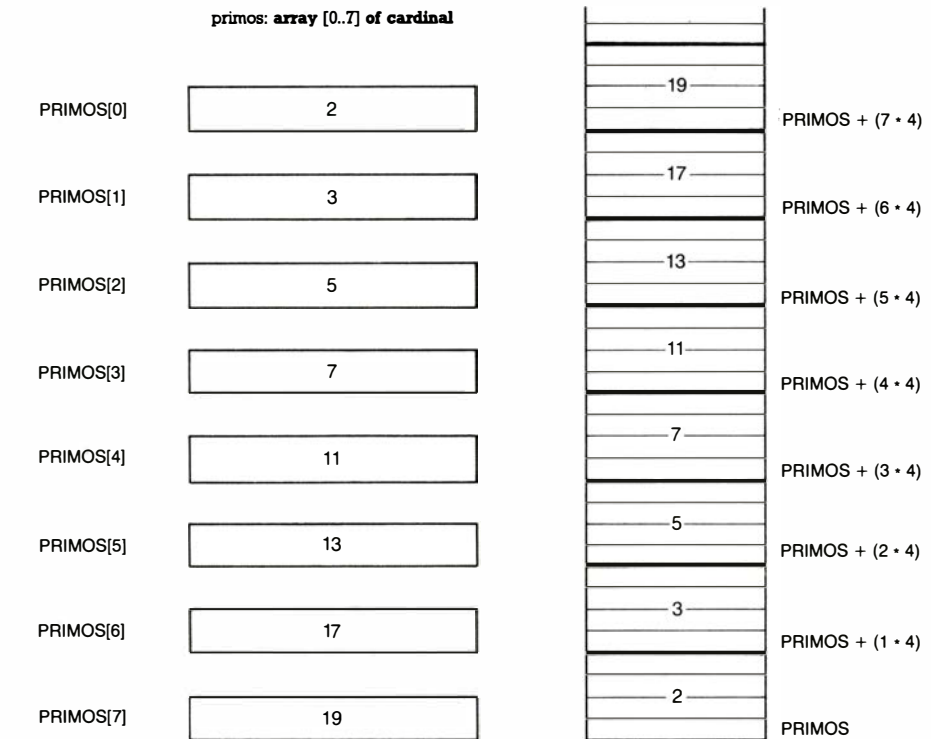 primos: array [0..7] of cardinal
PRIMOS[0] 2
PRIMOS[1] 3
PRIMOS[2] 5
PRIMOS[3] 7
PRIMOS[4] 11
PRIMOS[5] 13
PRIMOS[6] 17
PRIMOS[7] 19
19 PRIMOS + (7 * 4)
17 PRIMOS + (6 * 4)
13 PRIMOS + (5 * 4)
11 PRIMOS + (4 * 4)
7 PRIMOS + (3 * 4)
5 PRIMOS + (2 * 4)
3 PRIMOS + (1 * 4)
2 PRIMOS